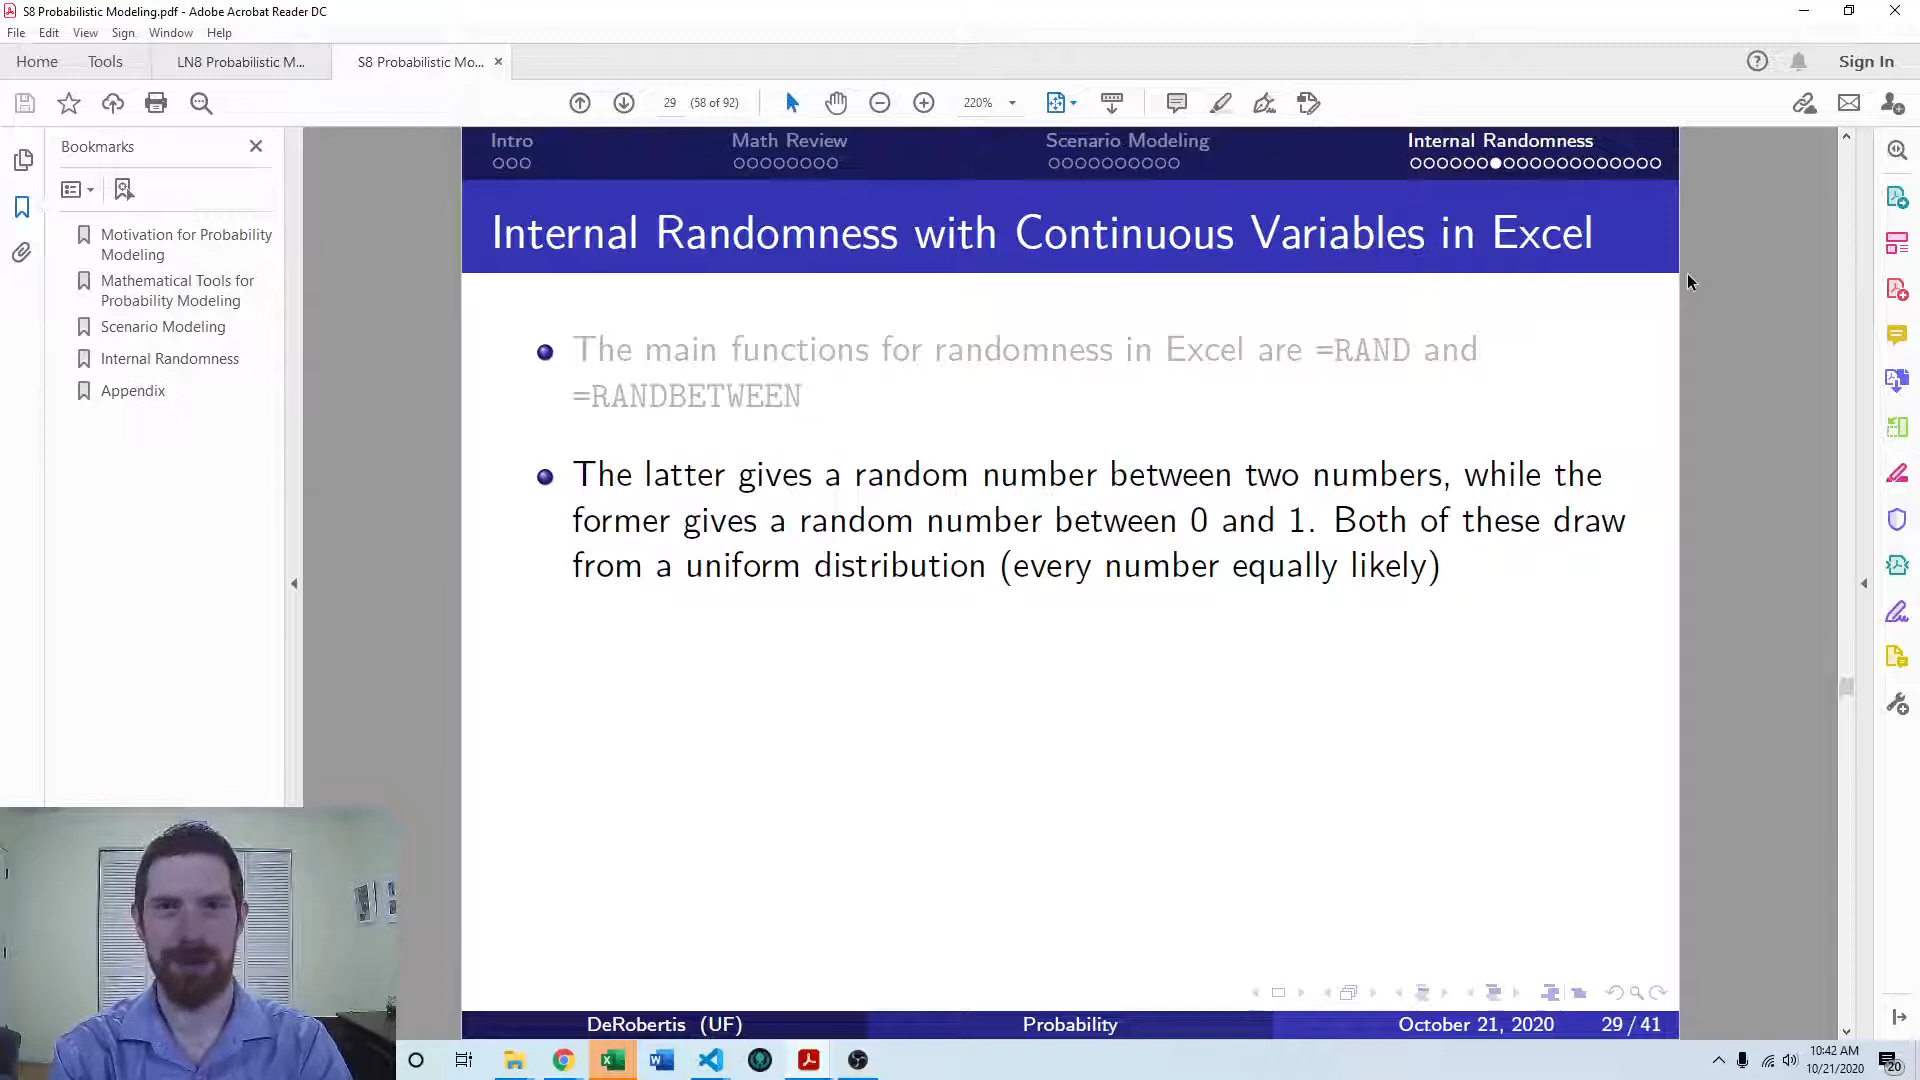 S8 Probabilistic Modeling.pdf - Adobe Acrobat Reader DC
File Edit View Sign Window Help
Home Tools LN8 Probabilistic M... S8 Probabilistic Mo... Sign In
29 (58 of 92) 220%
Bookmarks
Motivation for Probability
Modeling
Mathematical Tools for
Probability Modeling
Scenario Modeling
Internal Randomness
Appendix
Intro Math Review Scenario Modeling Internal Randomness
Internal Randomness with Continuous Variables in Excel
The main functions for randomness in Excel are =RAND and
=RANDBETWEEN
The latter gives a random number between two numbers, while the
former gives a random number between 0 and 1. Both of these draw
from a uniform distribution (every number equally likely)
DeRobertis (UF) Probability October 21, 2020 29 / 41
10:42 AM
10/21/2020
20